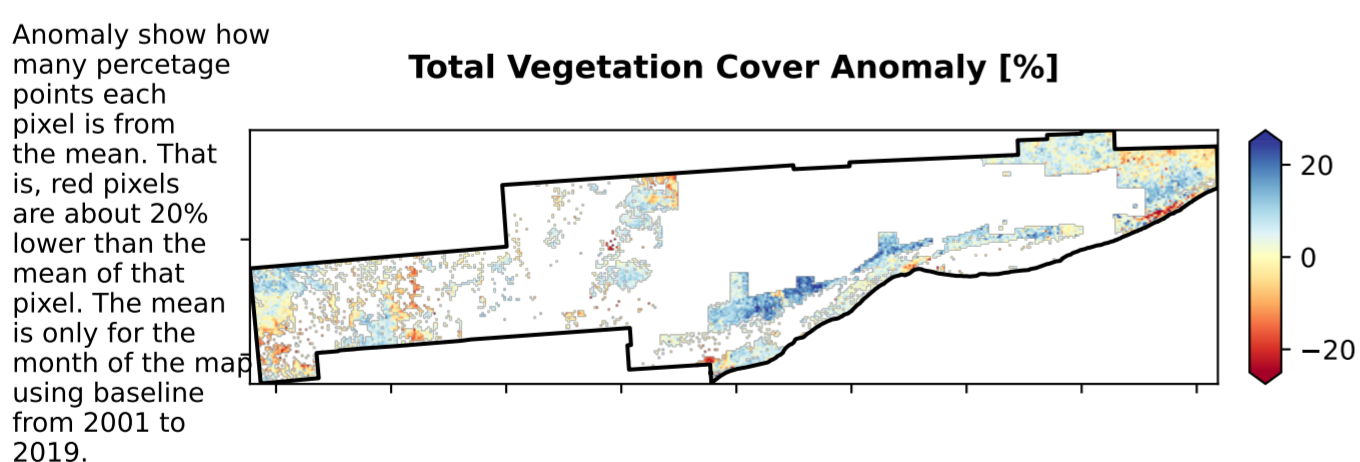 Anomaly show how
many percetage
points each
pixel is from
the mean. That
is, red pixels
are about 20%
lower than the
mean of that
pixel. The mean
is only for the
month of the map
using baseline
from 2001 to
2019.
Total Vegetation Cover Anomaly [%]
20
0
−20